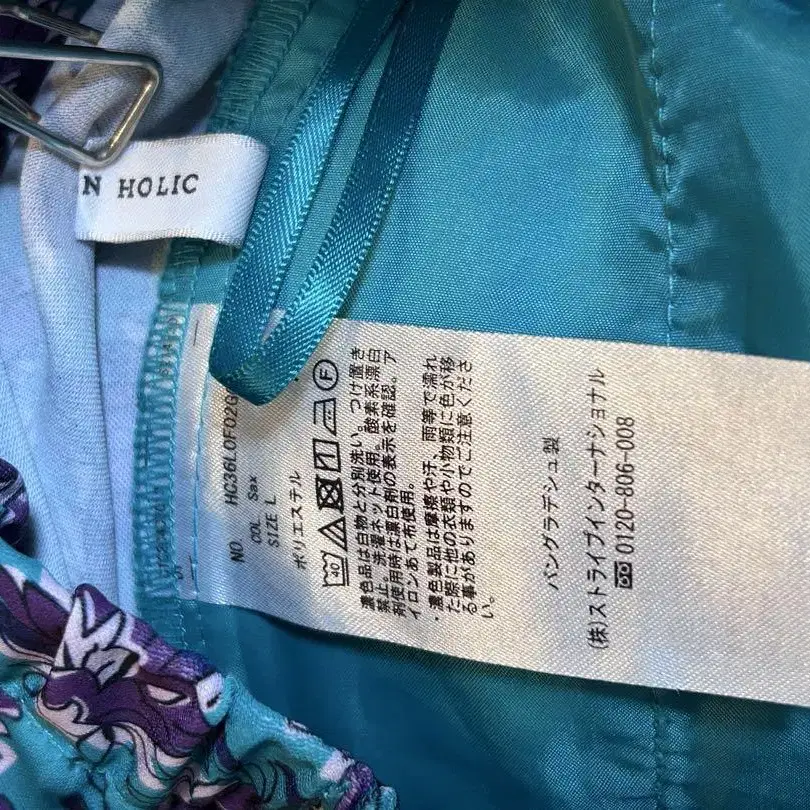 N HOLIC
NO HC36L0F02G
COL Sax
SIZE L
ポリエステル
40
F
濃色品は白物と分別洗い。つけ置き
禁止。洗濯ネット使用。酸素系漂白
剤使用時は漂白剤の表示を確認。ア
イロンあて布使用。
・濃色製品は摩擦や汗、雨等で濡れ
た際に他の衣類や小物類に色が移
る事がありますのでご注意くださ
い。
バングラデシュ製
(株)ストライプインターナショナル
0120-806-008